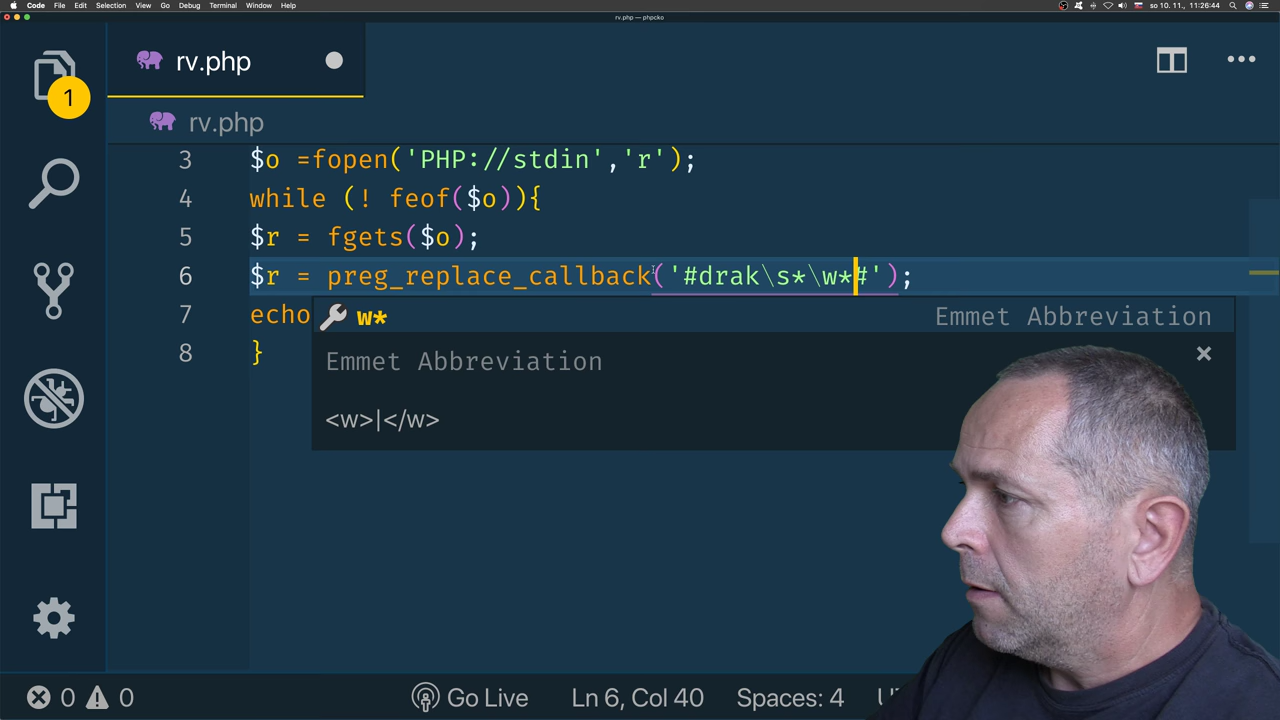 Code File Edit Selection View Go Debug Terminal Window Help
so 10. 11., 11:26:44
rv.php — phpcko
rv.php
1
rv.php
3 $o =fopen('PHP://stdin','r');
4 while (! feof($o)){
5 $r = fgets($o);
6 $r = preg_replace_callback('#drak\s*\w*#');
7 echo
w* Emmet Abbreviation
8 }
Emmet Abbreviation
<w>|</w>
0 0 Go Live Ln 6, Col 40 Spaces: 4